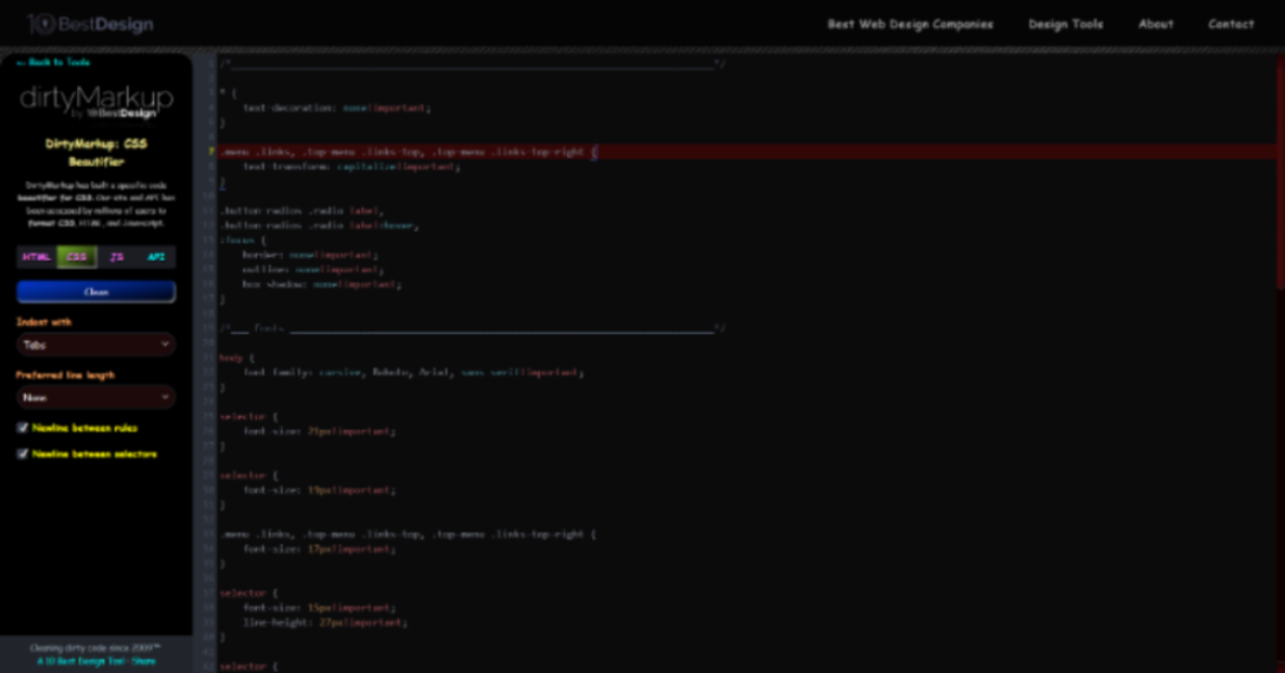 10 BestDesign
Best Web Design Companies Design Tools About Contact
← Back to Tools
dirtyMarkup
by 10BestDesign
DirtyMarkup: CSS
Beautifier
DirtyMarkup has built a specific code
beautifier for CSS. Our site and API has
been accessed by millions of users to
format CSS, HTML, and Javascript.
HTML CSS JS API
Clean
Indent with
Tabs
Preferred line length
None
Newline between rules
Newline between selectors
Cleaning dirty code since 2009™
A 10 Best Design Tool - Share
/*______________________________*/
* {
text-decoration: none!important;
}
.menu .links, .top-menu .links-top, .top-menu .links-top-right {
text-transform: capitalize!important;
}
.button-radios .radio label,
.button-radios .radio label:hover,
:focus {
border: none!important;
outline: none!important;
box-shadow: none!important;
}
/*___ Fonts ______________________________*/
body {
font-family: cursive, Roboto, Arial, sans-serif!important;
}
selector {
font-size: 21px!important;
}
selector {
font-size: 19px!important;
}
.menu .links, .top-menu .links-top, .top-menu .links-top-right {
font-size: 17px!important;
}
selector {
font-size: 15px!important;
line-height: 27px!important;
}
selector {